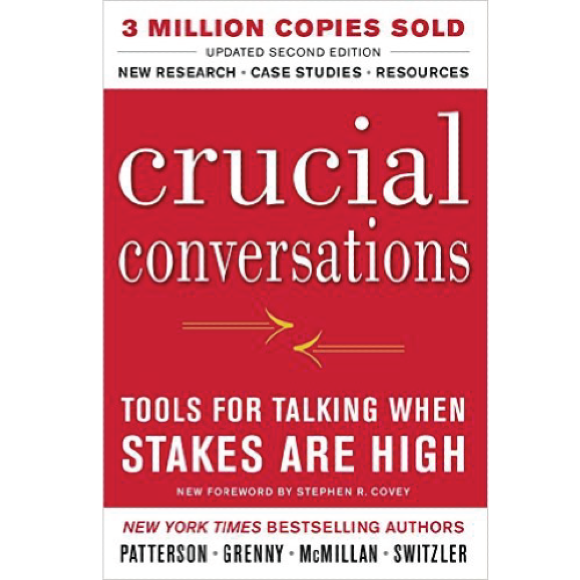 3 MILLION COPIES SOLD
UPDATED SECOND EDITION
NEW RESEARCH • CASE STUDIES • RESOURCES
crucial
conversations
TOOLS FOR TALKING WHEN
STAKES ARE HIGH
NEW FOREWORD BY STEPHEN R. COVEY
NEW YORK TIMES BESTSELLING AUTHORS
PATTERSON • GRENNY • McMILLAN • SWITZLER